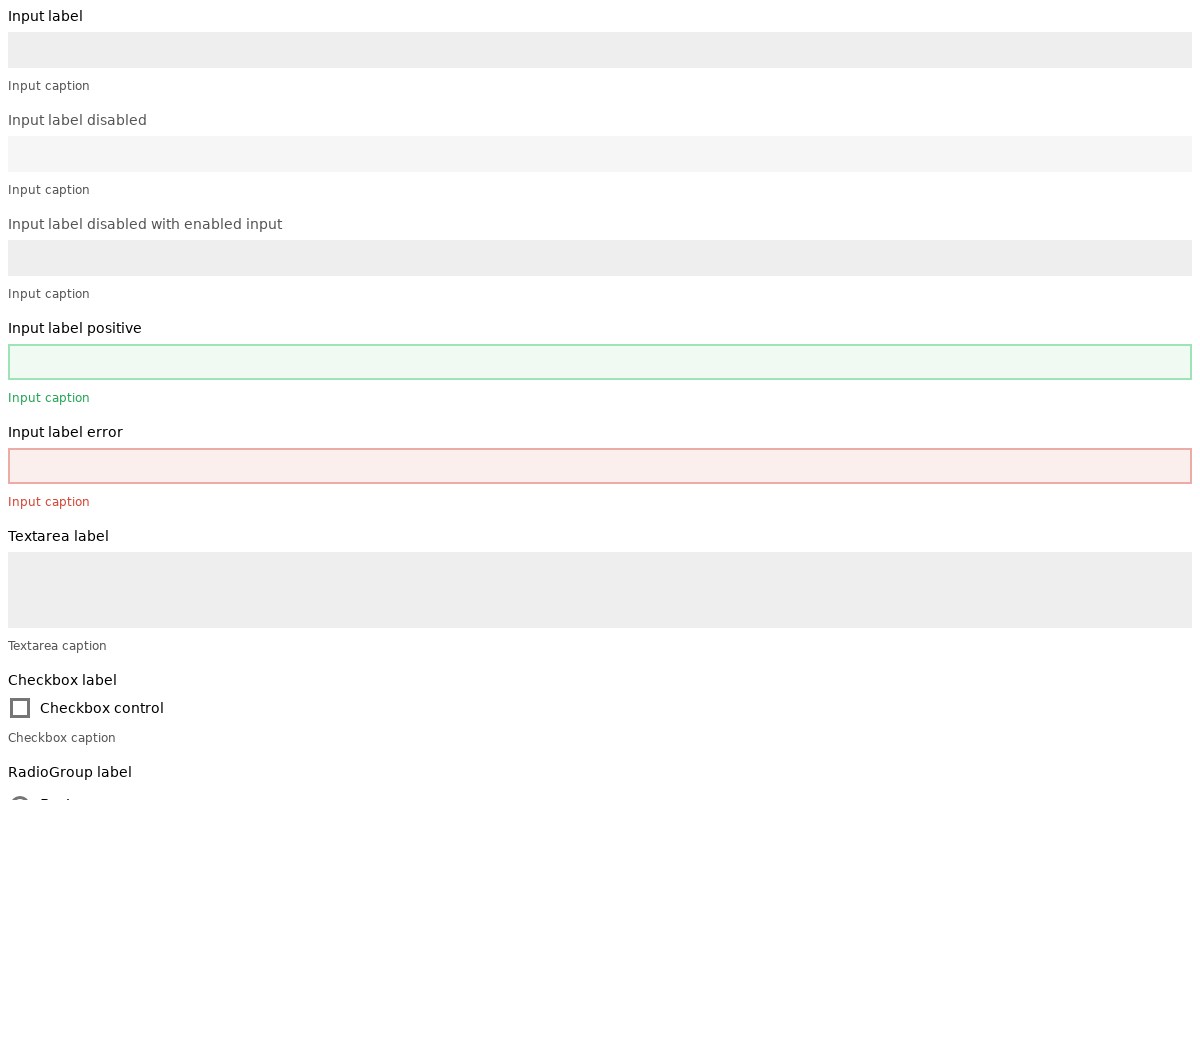 Input label
Input caption
Input label disabled
Input caption
Input label disabled with enabled input
Input caption
Input label positive
Input caption
Input label error
Input caption
Textarea label
Textarea caption
Checkbox label
Checkbox control
Checkbox caption
RadioGroup label